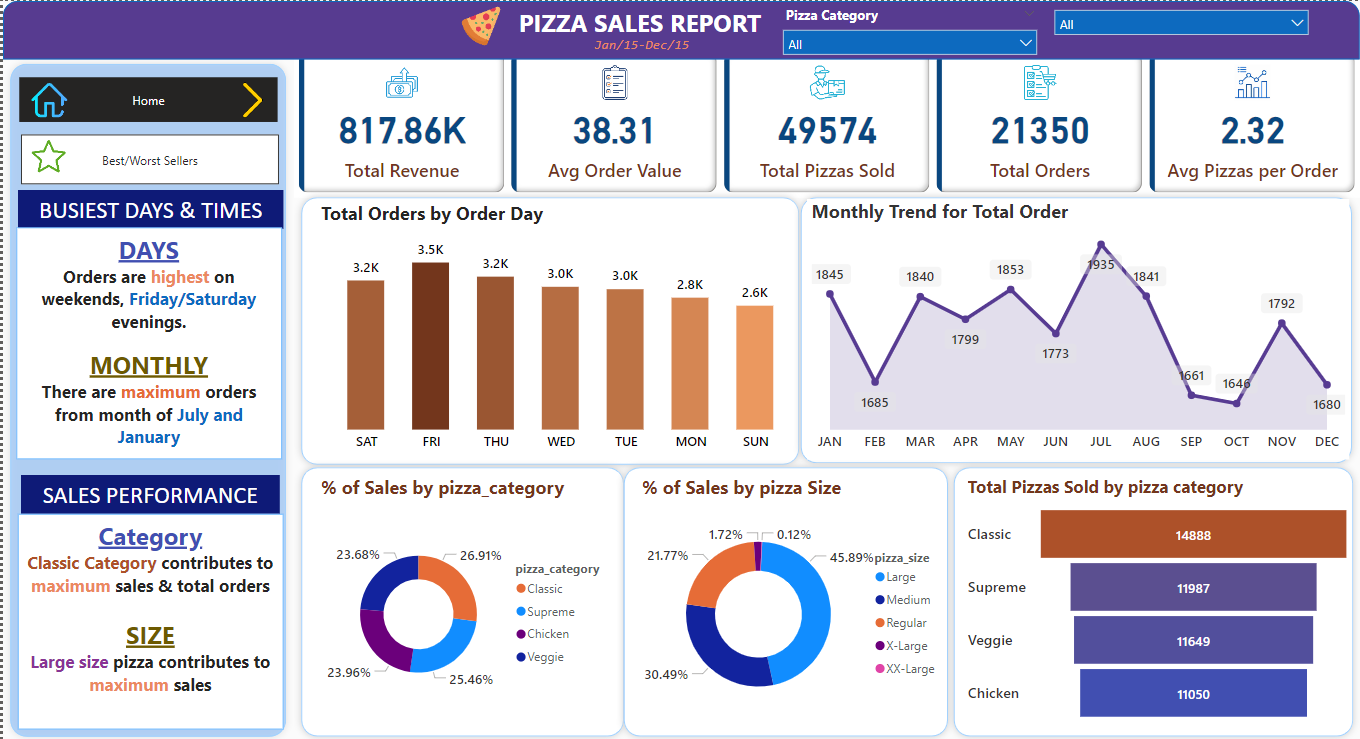 PIZZA SALES REPORT
Jan/15-Dec/15
Pizza Category
All
All
Home
Best/Worst Sellers
BUSIEST DAYS & TIMES
DAYS
Orders are highest on
weekends, Friday/Saturday
evenings.
MONTHLY
There are maximum orders
from month of July and
January
SALES PERFORMANCE
Category
Classic Category contributes to
maximum sales & total orders
SIZE
Large size pizza contributes to
maximum sales
817.86K
Total Revenue
38.31
Avg Order Value
49574
Total Pizzas Sold
21350
Total Orders
2.32
Avg Pizzas per Order
Total Orders by Order Day
3.2K
3.5K
3.2K
3.0K
3.0K
2.8K
2.6K
SAT FRI THU WED TUE MON SUN
Monthly Trend for Total Order
1845
1685
1840
1799
1853
1773
1935
1841
1661
1646
1792
1680
JAN FEB MAR APR MAY JUN JUL AUG SEP OCT NOV DEC
% of Sales by pizza_category
23.68%
26.91%
23.96%
25.46%
pizza_category
Classic
Supreme
Chicken
Veggie
% of Sales by pizza Size
1.72%
0.12%
21.77%
45.89%
30.49%
pizza_size
Large
Medium
Regular
X-Large
XX-Large
Total Pizzas Sold by pizza category
Classic 14888
Supreme 11987
Veggie 11649
Chicken 11050